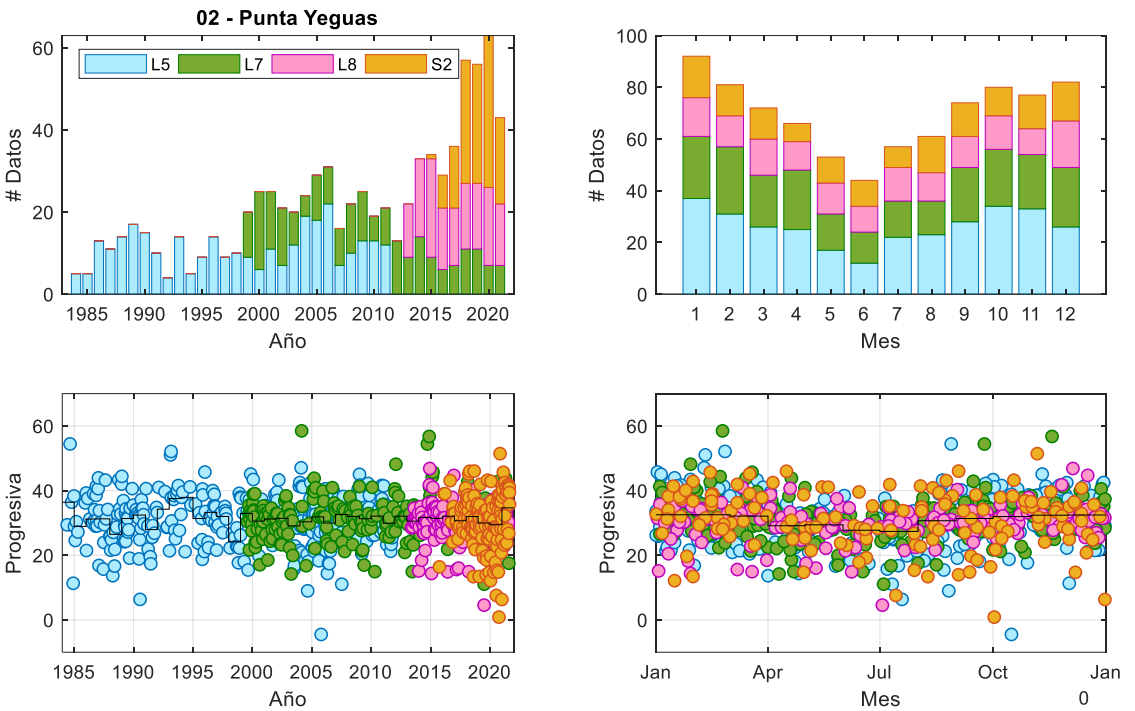 02 - Punta Yeguas
# Datos
60
40
20
0
L5 L7 L8 S2
1985 1990 1995 2000 2005 2010 2015 2020
Año
# Datos
100
80
60
40
20
0
1 2 3 4 5 6 7 8 9 10 11 12
Mes
Progresiva
60
40
20
0
1985 1990 1995 2000 2005 2010 2015 2020
Año
Progresiva
60
40
20
0
Jan Apr Jul Oct Jan
Mes
0